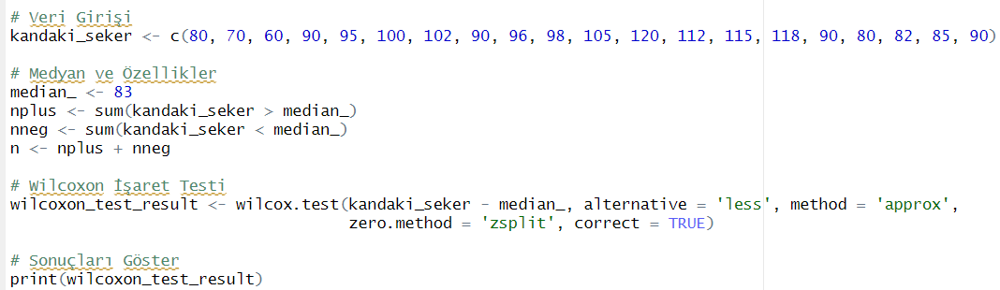 # Veri Girişi
kandaki_seker <- c(80, 70, 60, 90, 95, 100, 102, 90, 96, 98, 105, 120, 112, 115, 118, 90, 80, 82, 85, 90)
# Medyan ve Özellikler
median_ <- 83
nplus <- sum(kandaki_seker > median_)
nneg <- sum(kandaki_seker < median_)
n <- nplus + nneg
# Wilcoxon İşaret Testi
wilcoxon_test_result <- wilcox.test(kandaki_seker - median_, alternative = 'less', method = 'approx',
zero.method = 'zsplit', correct = TRUE)
# Sonuçları Göster
print(wilcoxon_test_result)